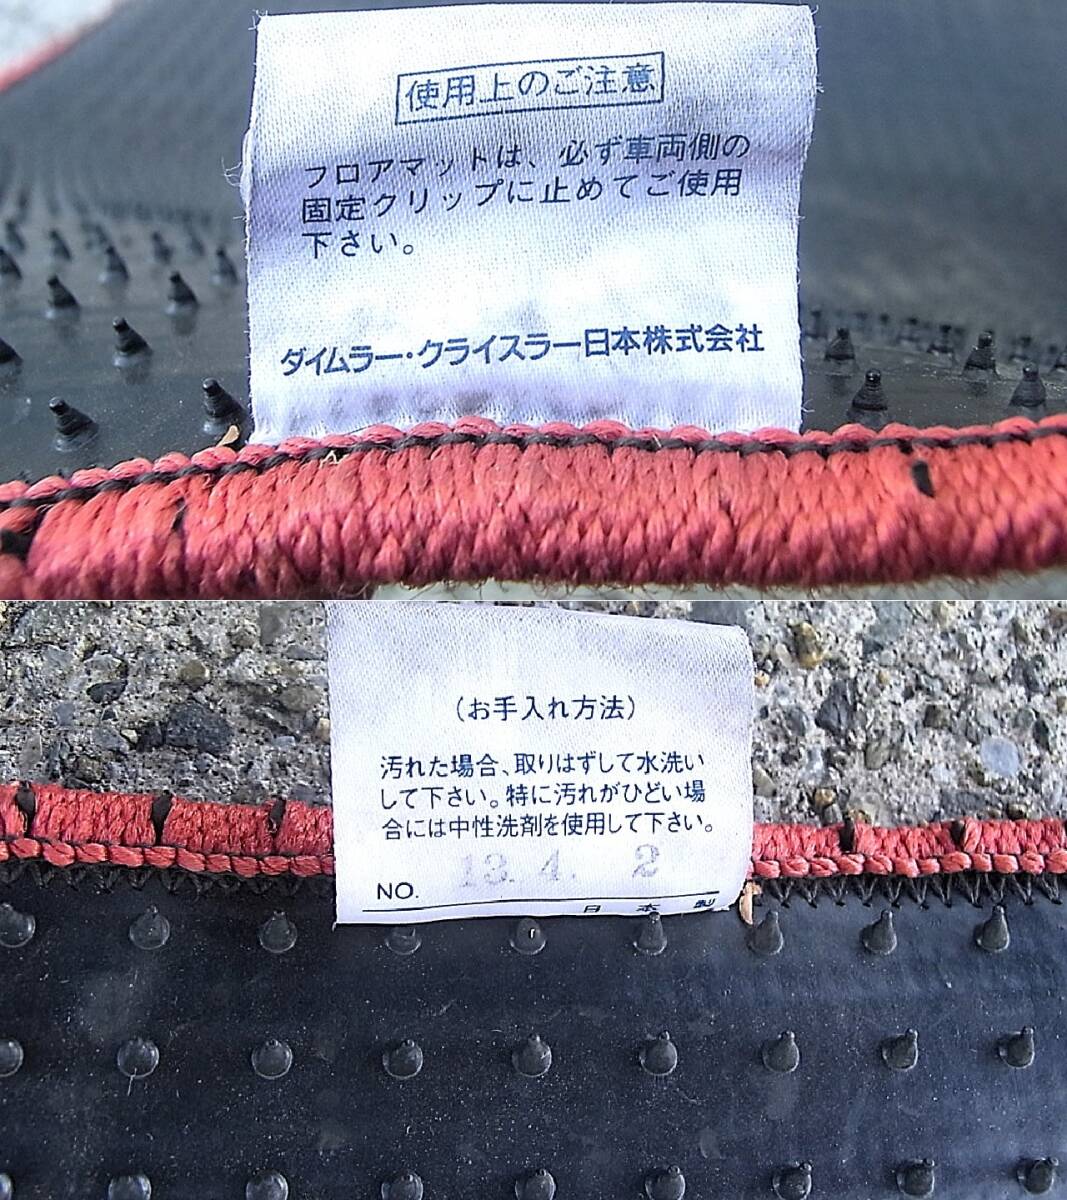 使用上のご注意
フロアマットは、必ず車両側の
固定クリップに止めてご使用
下さい。
ダイムラー・クライスラー日本株式会社
（お手入れ方法）
汚れた場合、取りはずして水洗い
して下さい。特に汚れがひどい場
合には中性洗剤を使用して下さい。
NO. 13. 4. 2
日本製